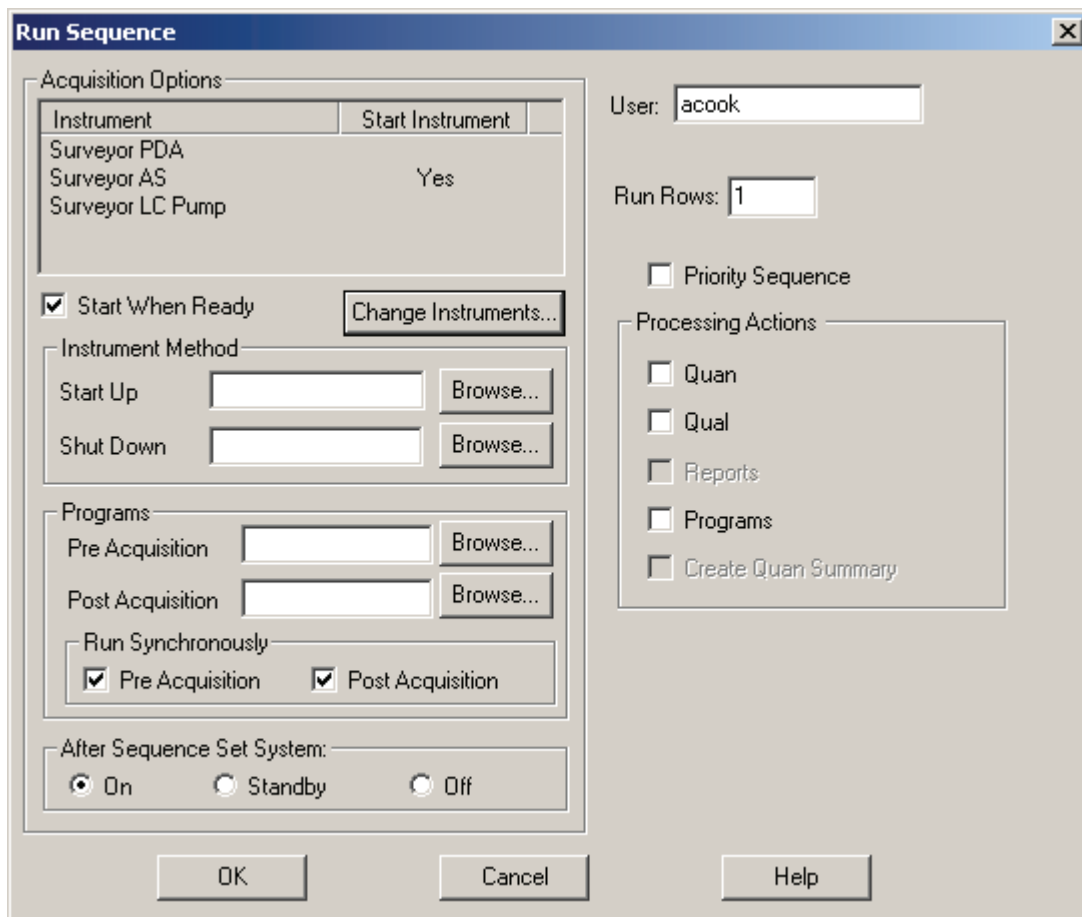 Run Sequence
Acquisition Options
Instrument Start Instrument
Surveyor PDA
Surveyor AS Yes
Surveyor LC Pump
Start When Ready Change Instruments...
Instrument Method
Start Up Browse...
Shut Down Browse...
Programs
Pre Acquisition Browse...
Post Acquisition Browse...
Run Synchronously
Pre Acquisition Post Acquisition
After Sequence Set System:
On Standby Off
User: acook
Run Rows: 1
Priority Sequence
Processing Actions
Quan
Qual
Reports
Programs
Create Quan Summary
OK Cancel Help